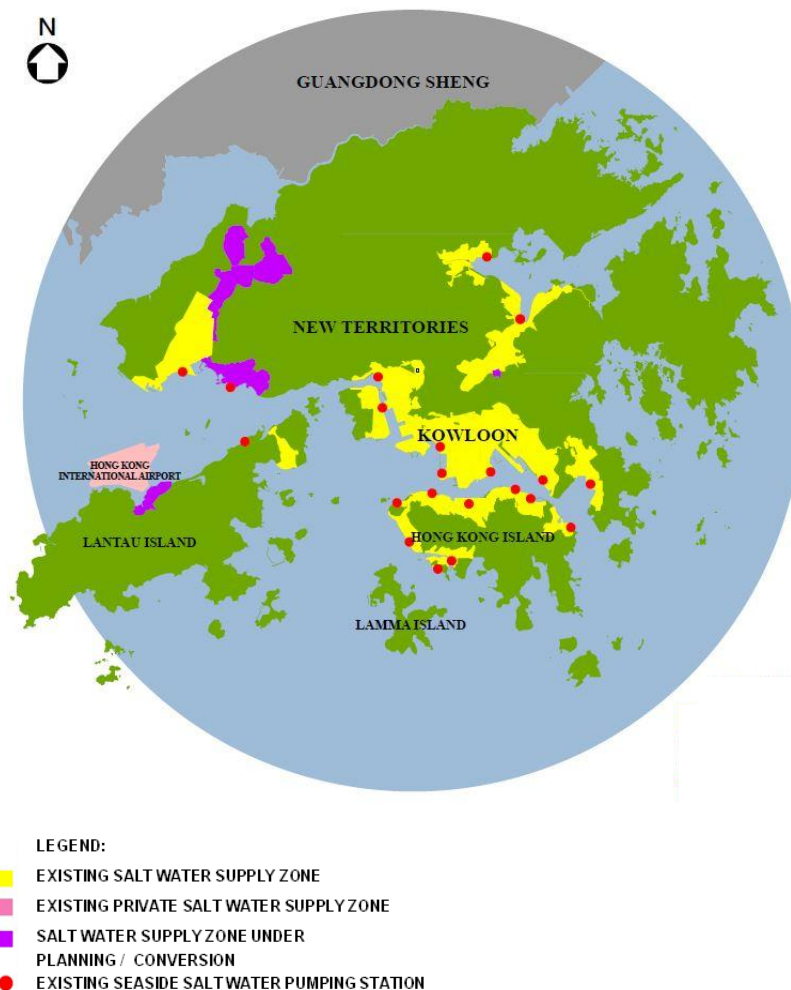 N
GUANGDONG SHENG
NEW TERRITORIES
KOWLOON
HONG KONG
INTERNATIONAL AIRPORT
HONG KONG ISLAND
LANTAU ISLAND
LAMMA ISLAND
LEGEND:
EXISTING SALT WATER SUPPLY ZONE
EXISTING PRIVATE SALT WATER SUPPLY ZONE
SALT WATER SUPPLY ZONE UNDER
PLANNING / CONVERSION
EXISTING SEASIDE SALT WATER PUMPING STATION